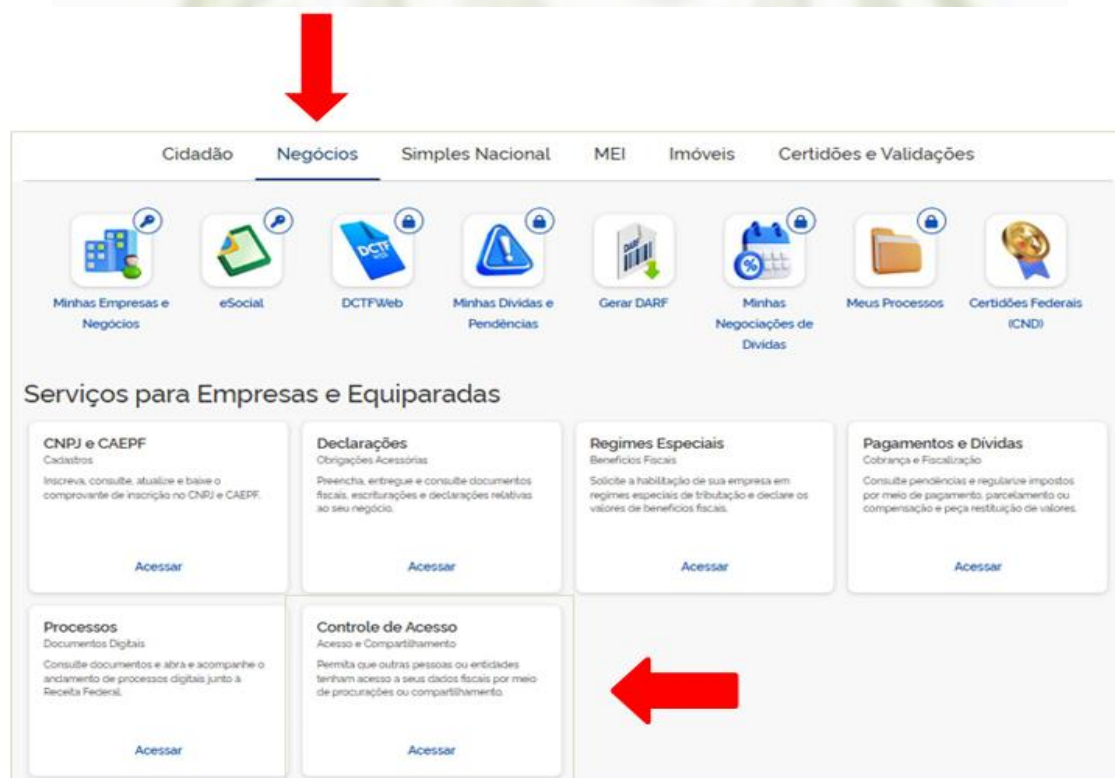 Cidadão Negócios Simples Nacional MEI Imóveis Certidões e Validações
DCTF
WEB
%
DARF
Minhas Empresas e
Negócios
eSocial
DCTFWeb
Minhas Dívidas e
Pendências
Gerar DARF
Minhas
Negociações de
Dívidas
Meus Processos
Certidões Federais
(CND)
Serviços para Empresas e Equiparadas
CNPJ e CAEPF
Cadastros
Inscreva, consulte, atualize e baixe o
comprovante de inscrição no CNPJ e CAEPF.
Acessar
Declarações
Obrigações Acessórias
Preencha, entregue e consulte documentos
fiscais, escriturações e declarações relativas
ao seu negócio.
Acessar
Regimes Especiais
Benefícios Fiscais
Solicite a habilitação de sua empresa em
regimes especiais de tributação e declare os
valores de benefícios fiscais.
Acessar
Pagamentos e Dívidas
Cobrança e Fiscalização
Consulte pendências e regularize impostos
por meio de pagamento, parcelamento ou
compensação e peça restituição de valores.
Acessar
Processos
Documentos Digitais
Consulte documentos e abra e acompanhe o
andamento de processos digitais junto à
Receita Federal.
Acessar
Controle de Acesso
Acesso e Compartilhamento
Permita que outras pessoas ou entidades
tenham acesso a seus dados fiscais por meio
de procurações ou compartilhamento.
Acessar